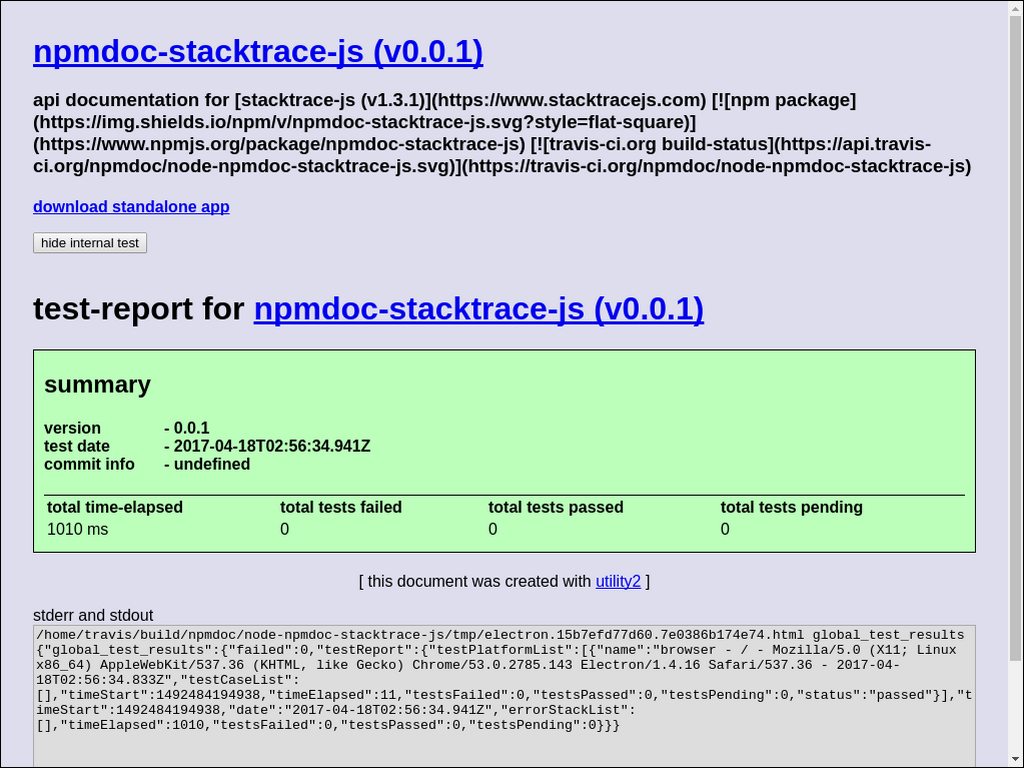 npmdoc-stacktrace-js (v0.0.1)
api documentation for [stacktrace-js (v1.3.1)](https://www.stacktracejs.com) [![npm package]
(https://img.shields.io/npm/v/npmdoc-stacktrace-js.svg?style=flat-square)]
(https://www.npmjs.org/package/npmdoc-stacktrace-js) [![travis-ci.org build-status](https://api.travis-
ci.org/npmdoc/node-npmdoc-stacktrace-js.svg)](https://travis-ci.org/npmdoc/node-npmdoc-stacktrace-js)
download standalone app
hide internal test
test-report for npmdoc-stacktrace-js (v0.0.1)
summary
version - 0.0.1
test date - 2017-04-18T02:56:34.941Z
commit info - undefined
total time-elapsed total tests failed total tests passed total tests pending
1010 ms 0 0 0
[ this document was created with utility2 ]
stderr and stdout
/home/travis/build/npmdoc/node-npmdoc-stacktrace-js/tmp/electron.15b7efd77d60.7e0386b174e74.html global_test_results
{"global_test_results":{"failed":0,"testReport":{"testPlatformList":[{"name":"browser - / - Mozilla/5.0 (X11; Linux
x86_64) AppleWebKit/537.36 (KHTML, like Gecko) Chrome/53.0.2785.143 Electron/1.4.16 Safari/537.36 - 2017-04-
18T02:56:34.833Z","testCaseList":
[],"timeStart":1492484194938,"timeElapsed":11,"testsFailed":0,"testsPassed":0,"testsPending":0,"status":"passed"}],"t
imeStart":1492484194938,"date":"2017-04-18T02:56:34.941Z","errorStackList":
[],"timeElapsed":1010,"testsFailed":0,"testsPassed":0,"testsPending":0}}}